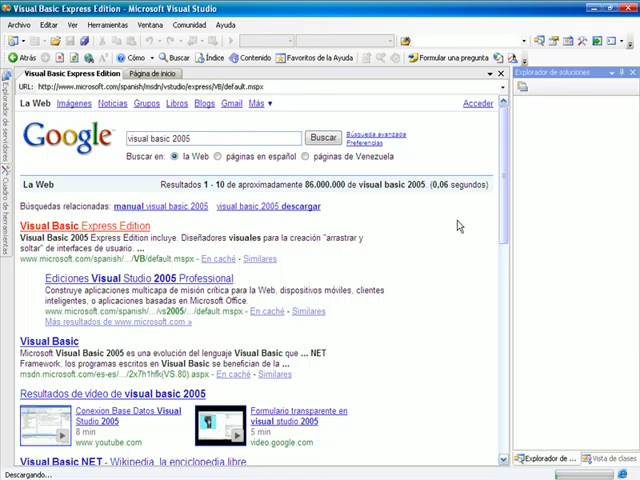 Visual Basic Express Edition - Microsoft Visual Studio
Archivo Editar Ver Herramientas Ventana Comunidad Ayuda
Atrás Cómo Buscar Índice Contenido Favoritos de la Ayuda Formular una pregunta
Visual Basic Express Edition Página de inicio
Explorador de soluciones
URL: http://www.microsoft.com/spanish/msdn/vstudio/express/VB/default.mspx
Explorador de servidores
Cuadro de herramientas
La Web Imágenes Noticias Grupos Libros Blogs Gmail Más Acceder
Google
visual basic 2005
Buscar
Búsqueda avanzada
Preferencias
Buscar en: la Web páginas en español páginas de Venezuela
La Web Resultados 1 - 10 de aproximadamente 86.000.000 de visual basic 2005. (0,06 segundos)
Búsquedas relacionadas: manual visual basic 2005 visual basic 2005 descargar
Visual Basic Express Edition
Visual Basic 2005 Express Edition incluye. Diseñadores visuales para la creación "arrastrar y
soltar" de interfaces de usuario. ...
www.microsoft.com/spanish/.../VB/default.mspx - En caché - Similares
Ediciones Visual Studio 2005 Professional
Construye aplicaciones multicapa de misión crítica para la Web, dispositivos móviles, clientes
inteligentes, o aplicaciones basadas en Microsoft Office.
www.microsoft.com/spanish/.../vs2005/.../default.mspx - En caché - Similares
Más resultados de www.microsoft.com »
Visual Basic
Microsoft Visual Basic 2005 es una evolución del lenguaje Visual Basic que ... NET
Framework, los programas escritos en Visual Basic se benefician de la ...
msdn.microsoft.com/es-es/.../2x7h1hfk(VS.80).aspx - En caché - Similares
Resultados de vídeo de visual basic 2005
Conexion Base Datos Visual
Studio 2005
8 min
www.youtube.com
Formulario transparente en
visual studio 2005
5 min
video.google.com
Visual Basic .NET - Wikipedia, la enciclopedia libre
Explorador de... Vista de clases
Descargando...